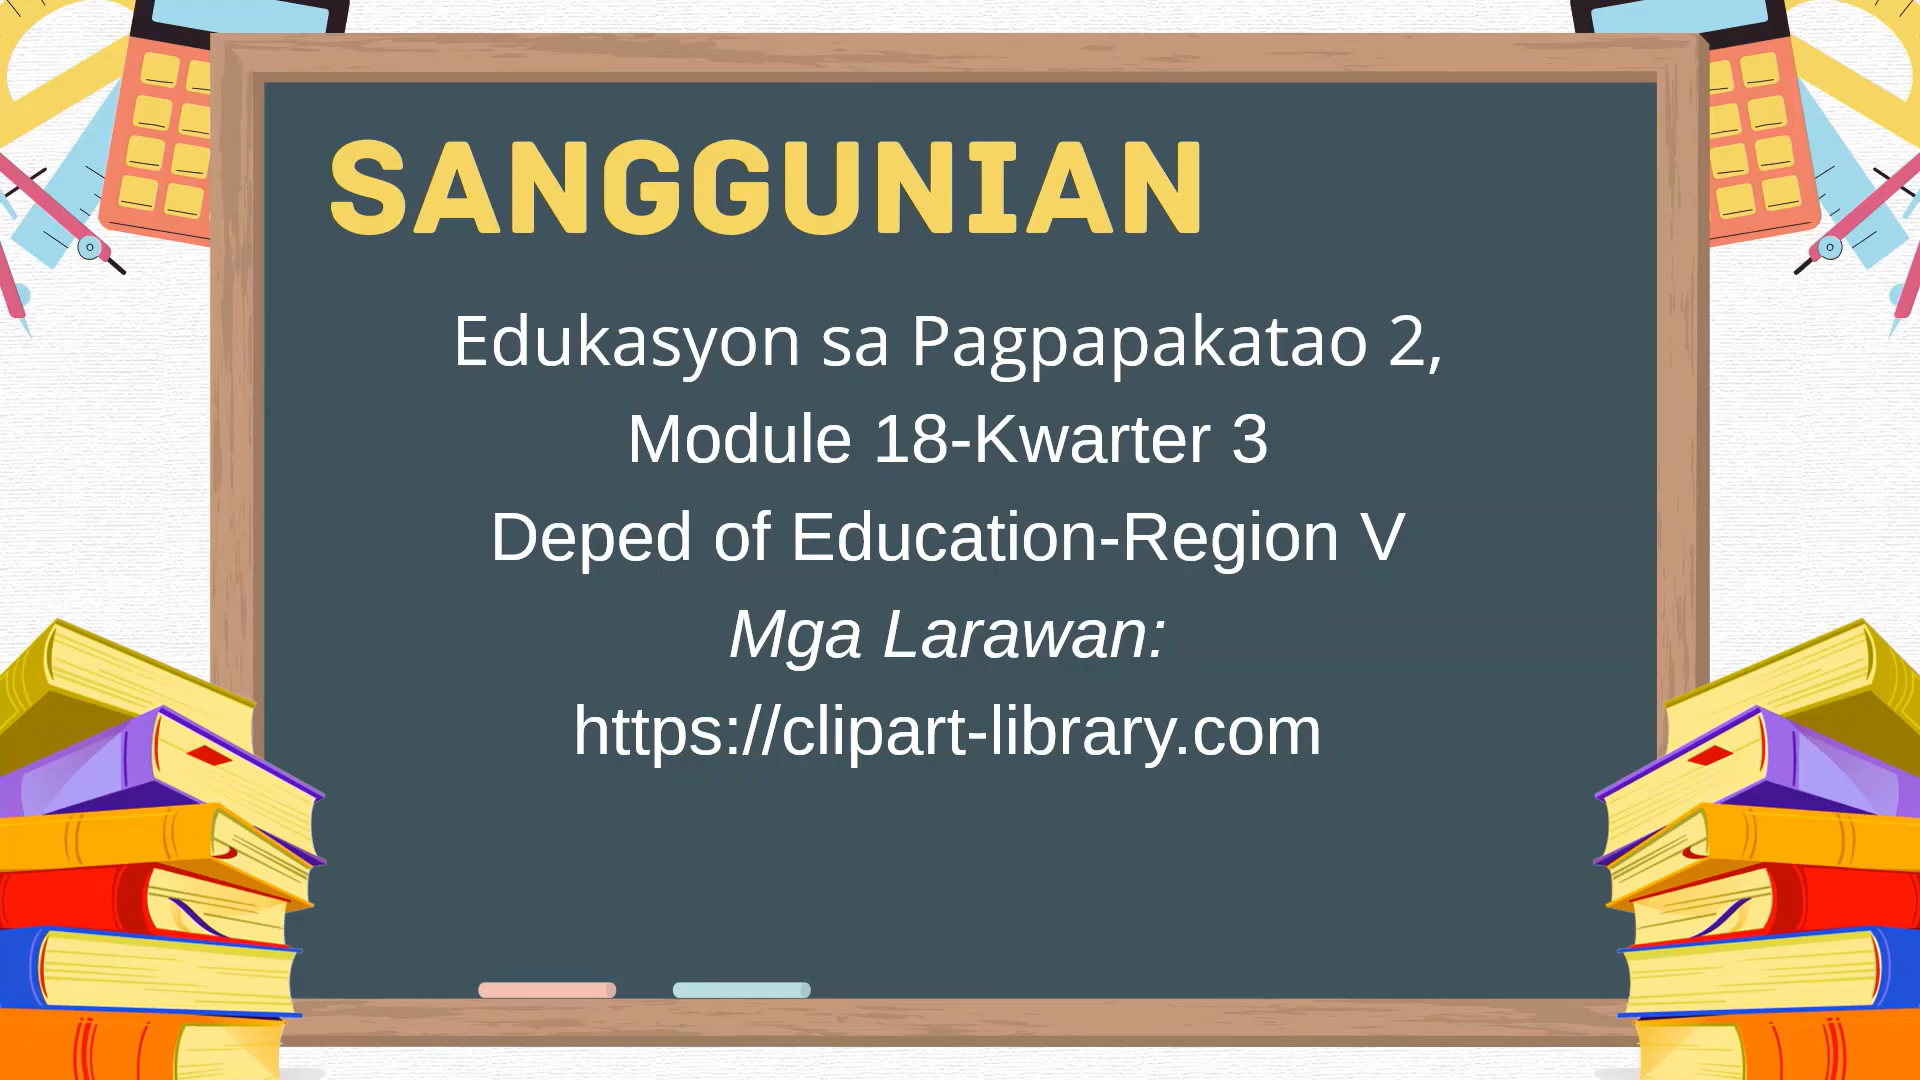 SANGGUNIAN
Edukasyon sa Pagpapakatao 2,
Module 18-Kwarter 3
Deped of Education-Region V
Mga Larawan:
https://clipart-library.com